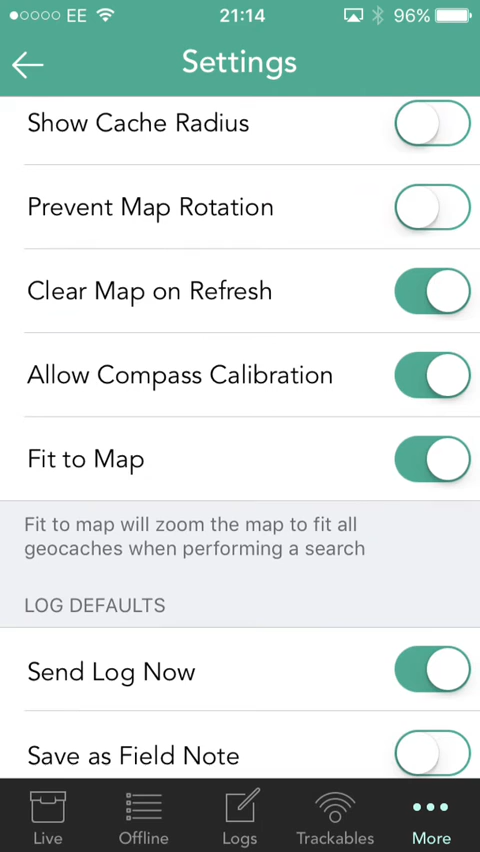 EE 21:14 96%
Settings
Show Cache Radius
Prevent Map Rotation
Clear Map on Refresh
Allow Compass Calibration
Fit to Map
Fit to map will zoom the map to fit all
geocaches when performing a search
LOG DEFAULTS
Send Log Now
Save as Field Note
Live Offline Logs Trackables More